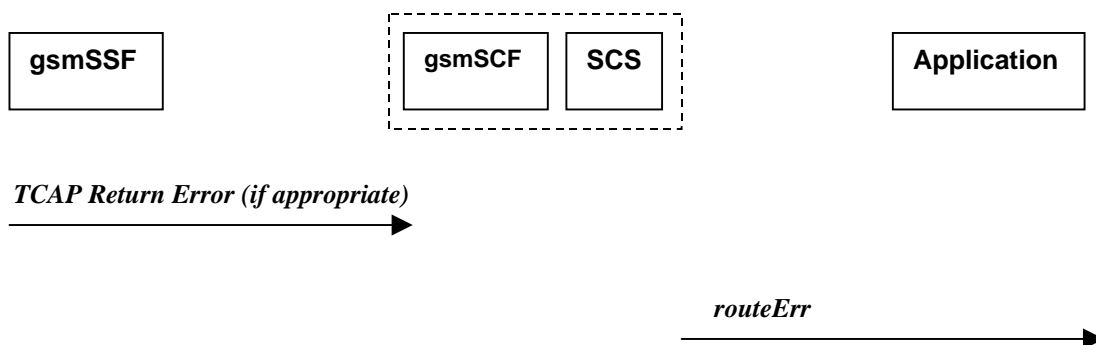 gsmSSF
gsmSCF
SCS
Application
TCAP Return Error (if appropriate)
routeErr